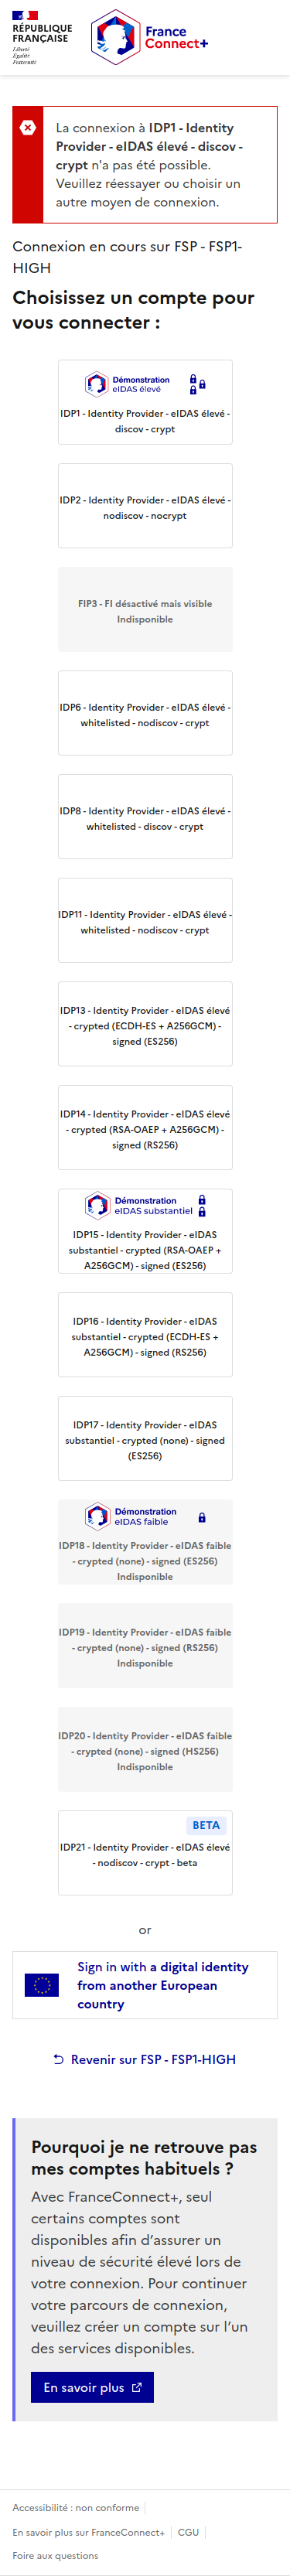 RÉPUBLIQUE
FRANÇAISE
Liberté
Égalité
Fraternité
France
Connect+
La connexion à IDP1 - Identity
Provider - eIDAS élevé - discov -
crypt n'a pas été possible.
Veuillez réessayer ou choisir un
autre moyen de connexion.
Connexion en cours sur FSP - FSP1-
HIGH
Choisissez un compte pour
vous connecter :
Démonstration
eIDAS élevé
IDP1 - Identity Provider - eIDAS élevé -
discov - crypt
IDP2 - Identity Provider - eIDAS élevé -
nodiscov - nocrypt
FIP3 - FI désactivé mais visible
Indisponible
IDP6 - Identity Provider - eIDAS élevé -
whitelisted - nodiscov - crypt
IDP8 - Identity Provider - eIDAS élevé -
whitelisted - discov - crypt
IDP11 - Identity Provider - eIDAS élevé -
whitelisted - nodiscov - crypt
IDP13 - Identity Provider - eIDAS élevé
- crypted (ECDH-ES + A256GCM) -
signed (ES256)
IDP14 - Identity Provider - eIDAS élevé
- crypted (RSA-OAEP + A256GCM) -
signed (RS256)
Démonstration
eIDAS substantiel
IDP15 - Identity Provider - eIDAS
substantiel - crypted (RSA-OAEP +
A256GCM) - signed (ES256)
IDP16 - Identity Provider - eIDAS
substantiel - crypted (ECDH-ES +
A256GCM) - signed (RS256)
IDP17 - Identity Provider - eIDAS
substantiel - crypted (none) - signed
(ES256)
Démonstration
eIDAS faible
IDP18 - Identity Provider - eIDAS faible
- crypted (none) - signed (ES256)
Indisponible
IDP19 - Identity Provider - eIDAS faible
- crypted (none) - signed (RS256)
Indisponible
IDP20 - Identity Provider - eIDAS faible
- crypted (none) - signed (HS256)
Indisponible
BETA
IDP21 - Identity Provider - eIDAS élevé
- nodiscov - crypt - beta
or
Sign in with a digital identity
from another European
country
Revenir sur FSP - FSP1-HIGH
Pourquoi je ne retrouve pas
mes comptes habituels ?
Avec FranceConnect+, seul
certains comptes sont
disponibles afin d’assurer un
niveau de sécurité élevé lors de
votre connexion. Pour continuer
votre parcours de connexion,
veuillez créer un compte sur l’un
des services disponibles.
En savoir plus
Accessibilité : non conforme
En savoir plus sur FranceConnect+
CGU
Foire aux questions